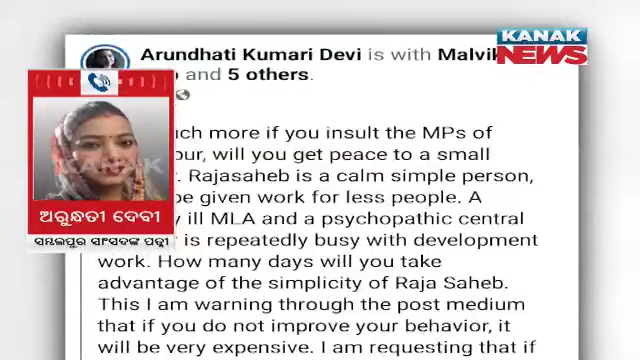 KANAK
NEWS
Arundhati Kumari Devi is with Malvik
and 5 others.
uch more if you insult the MPs of
pur, will you get peace to a small
. Rajasaheb is a calm simple person,
be given work for less people. A
y ill MLA and a psychopathic central
r is repeatedly busy with development
work. How many days will you take
advantage of the simplicity of Raja Saheb.
This I am warning through the post medium
that if you do not improve your behavior, it
will be very expensive. I am requesting that if
KANAK
ଅରୁନ୍ଧତୀ ଦେବୀ
ସମ୍ବଲପୁର ସାଂସଦଙ୍କ ପତ୍ନୀ